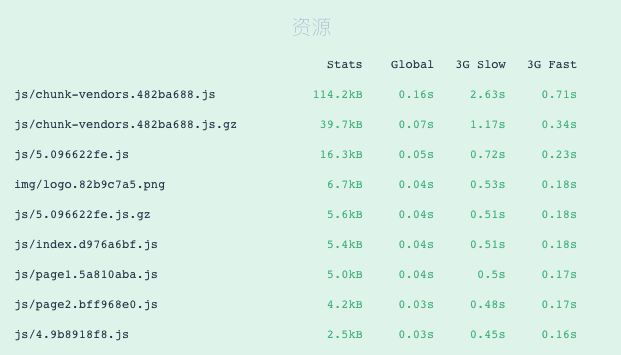 资源
Stats Global 3G Slow 3G Fast
js/chunk-vendors.482ba688.js 114.2kB 0.16s 2.63s 0.71s
js/chunk-vendors.482ba688.js.gz 39.7kB 0.07s 1.17s 0.34s
js/5.096622fe.js 16.3kB 0.05s 0.72s 0.23s
img/logo.82b9c7a5.png 6.7kB 0.04s 0.53s 0.18s
js/5.096622fe.js.gz 5.6kB 0.04s 0.51s 0.18s
js/index.d976a6bf.js 5.4kB 0.04s 0.51s 0.18s
js/page1.5a810aba.js 5.0kB 0.04s 0.5s 0.17s
js/page2.bff968e0.js 4.2kB 0.03s 0.48s 0.17s
js/4.9b8918f8.js 2.5kB 0.03s 0.45s 0.16s